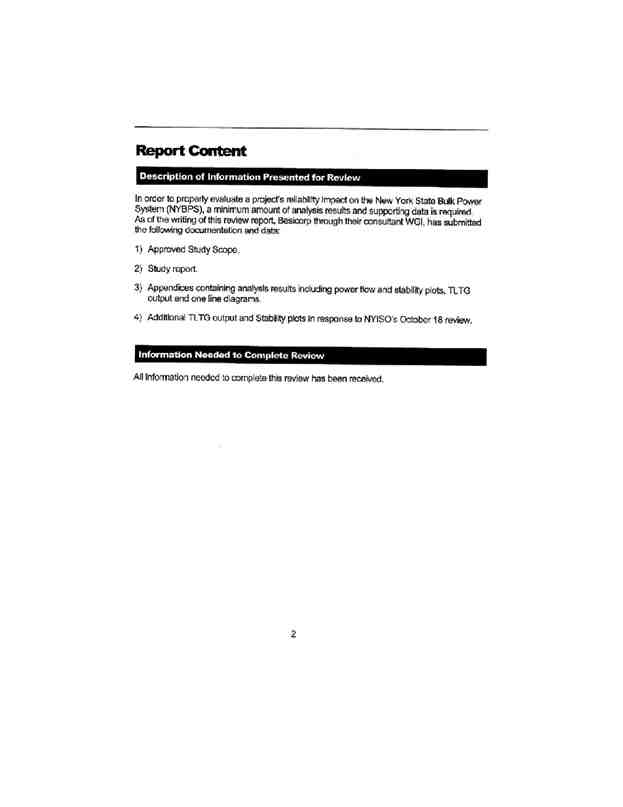 Report Content
Description of Information Presented for Review
In order to properly evaluate a project's reliability impact on the New York State Bulk Power
System (NYBPS), a minimum amount of analysis results and supporting data is required.
As of the writing of this review report, Besicorp through their consultant WGI, has submitted
the following documentation and data:
1) Approved Study Scope.
2) Study report.
3) Appendices containing analysis results including power flow and stability plots, TLTG
output and one line diagrams.
4) Additional TLTG output and Stability plots in response to NYISO's October 18 review.
Information Needed to Complete Review
All information needed to complete this review has been received.
2